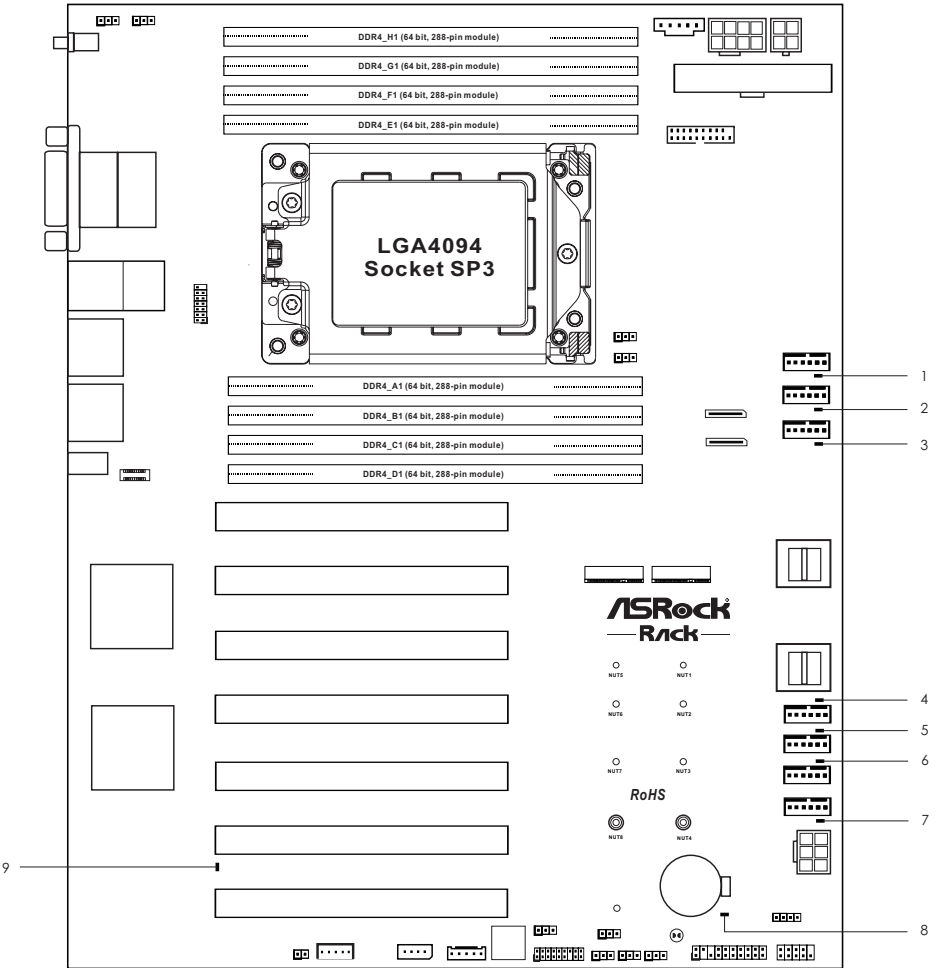 DDR4_H1 (64 bit, 288-pin module)
DDR4_G1 (64 bit, 288-pin module)
DDR4_F1 (64 bit, 288-pin module)
DDR4_E1 (64 bit, 288-pin module)
LGA4094
Socket SP3
1
DDR4_A1 (64 bit, 288-pin module)
2
DDR4_B1 (64 bit, 288-pin module)
3
DDR4_C1 (64 bit, 288-pin module)
DDR4_D1 (64 bit, 288-pin module)
ASRock
Rack
NUT5 NUT1
4
NUT6 NUT2
5
6
NUT7 NUT3
RoHS
7
NUT8 NUT4
9
8